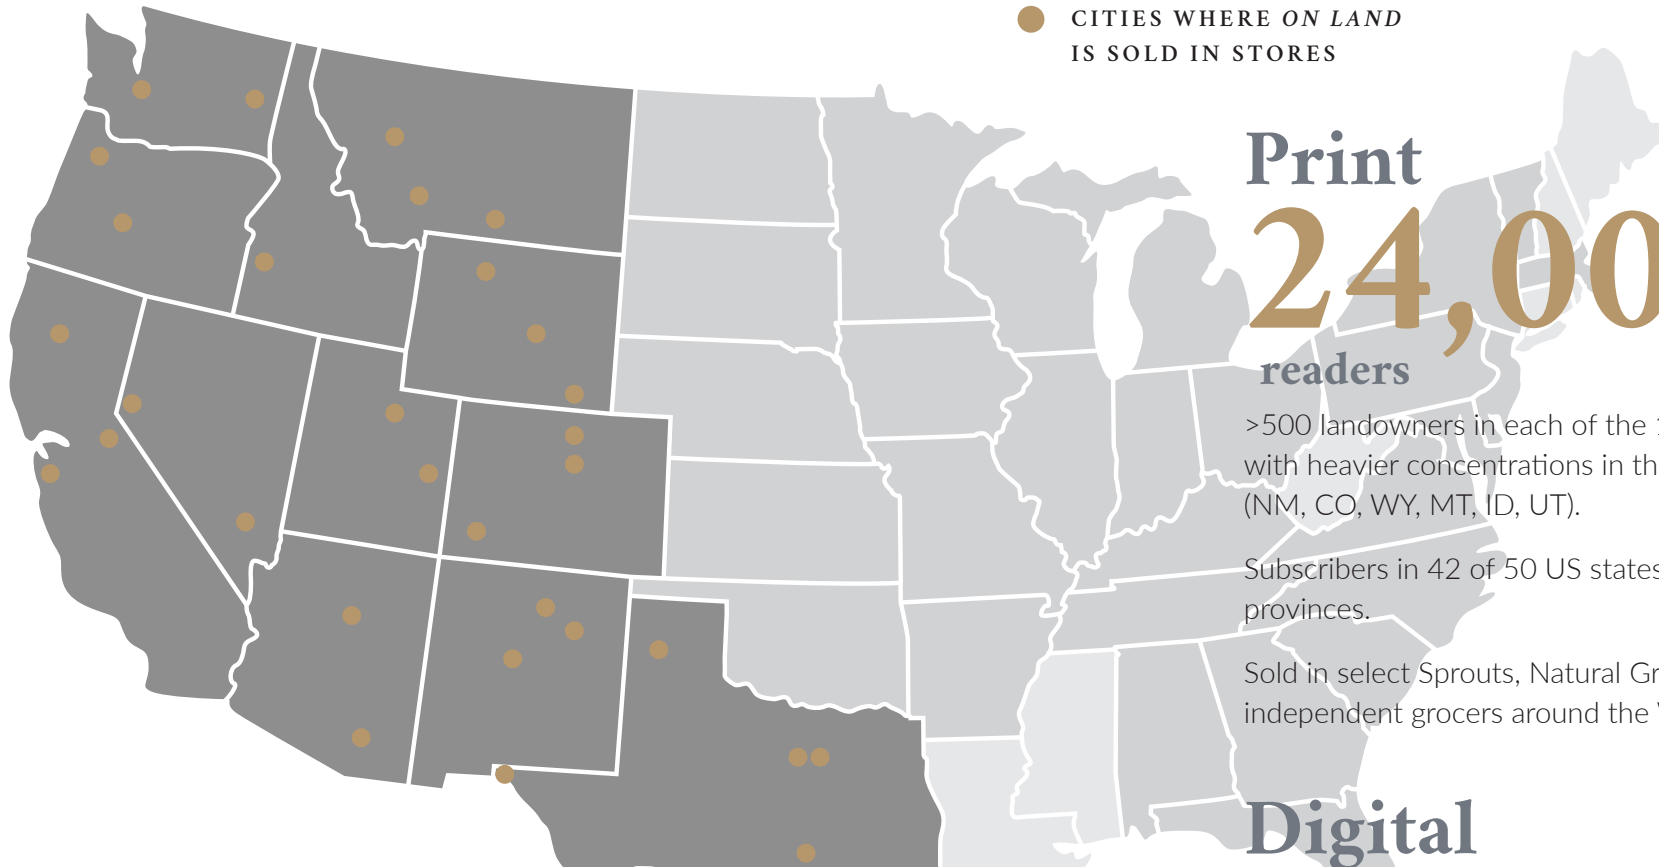 CITIES WHERE ON LAND
IS SOLD IN STORES
Print
24,00
readers
>500 landowners in each of the
with heavier concentrations in th
(NM, CO, WY, MT, ID, UT).
Subscribers in 42 of 50 US states
provinces.
Sold in select Sprouts, Natural Gr
independent grocers around the
Digital